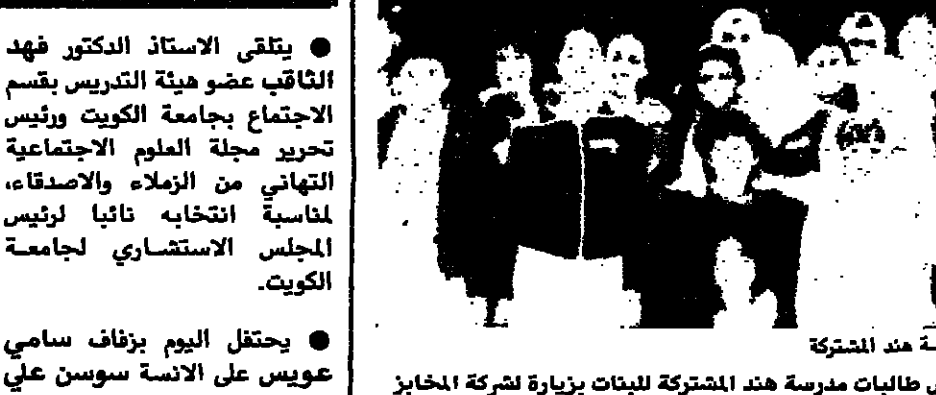 ● يتلقى الاستاذ الدكتور فهد
الثاقب عضو هيئة التدريس بقسم
الاجتماع بجامعة الكويت ورئيس
تحرير مجلة العلوم الاجتماعية
التهاني من الزملاء والاصدقاء،
لمناسبة انتخابه نائبا لرئيس
المجلس الاستشاري لجامعة
الكويت.
● يحتفل اليوم بزفاف سامي
عويس على الانسة سوسن علي
هند المشتركة
طالبات مدرسة هند المشتركة للبنات بزيارة لشركة المخابز